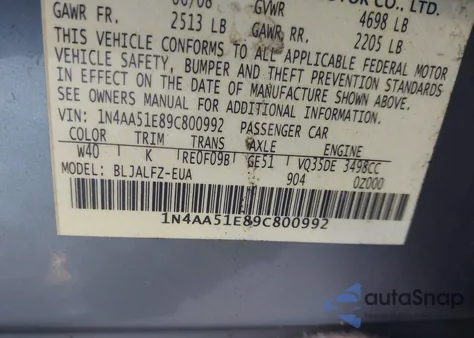 06/08 GVWR 4698 LB
GAWR FR. 2513 LB GAWR RR. 2205 LB
THIS VEHICLE CONFORMS TO ALL APPLICABLE FEDERAL MOTOR
VEHICLE SAFETY, BUMPER AND THEFT PREVENTION STANDARDS
IN EFFECT ON THE DATE OF MANUFACTURE SHOWN ABOVE.
SEE OWNERS MANUAL FOR ADDITIONAL INFORMATION
VIN: 1N4AA51E89C800992 PASSENGER CAR
COLOR TRIM TRANS AXLE ENGINE
W40 K RE0F09B GE51 VQ35DE 3498CC
MODEL: BLJALFZ-EUA 904 0Z000
1N4AA51E89C800992
autoSnap